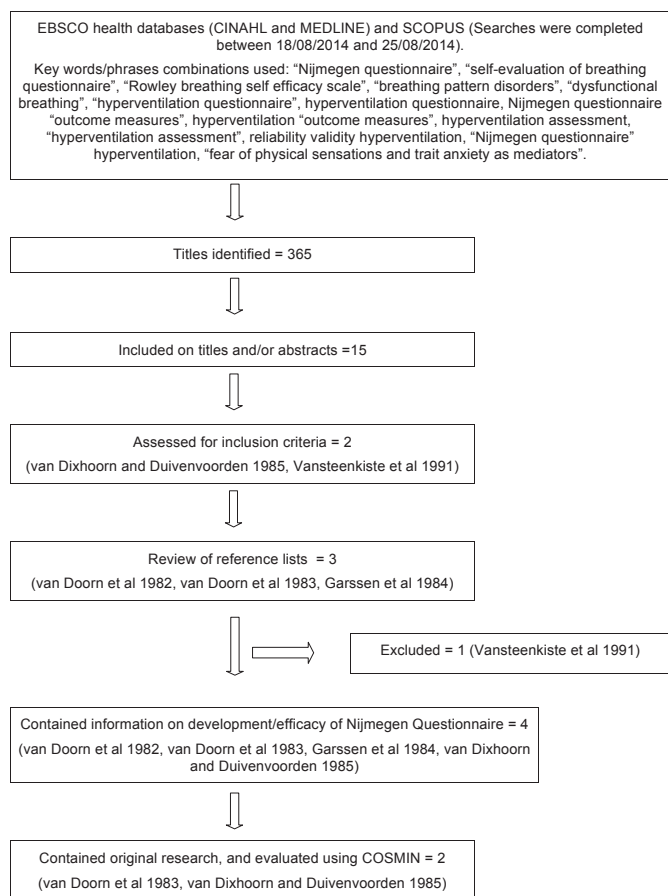 EBSCO health databases (CINAHL and MEDLINE) and SCOPUS (Searches were completed
between 18/08/2014 and 25/08/2014).
Key words/phrases combinations used: “Nijmegen questionnaire”, “self-evaluation of breathing
questionnaire”, “Rowley breathing self efficacy scale”, “breathing pattern disorders”, “dysfunctional
breathing”, “hyperventilation questionnaire”, hyperventilation questionnaire, Nijmegen questionnaire
“outcome measures”, hyperventilation “outcome measures”, hyperventilation assessment,
“hyperventilation assessment”, reliability validity hyperventilation, “Nijmegen questionnaire”
hyperventilation, “fear of physical sensations and trait anxiety as mediators”.
Titles identified = 365
Included on titles and/or abstracts =15
Assessed for inclusion criteria = 2
(van Dixhoorn and Duivenvoorden 1985, Vansteenkiste et al 1991)
Review of reference lists = 3
(van Doorn et al 1982, van Doorn et al 1983, Garssen et al 1984)
Excluded = 1 (Vansteenkiste et al 1991)
Contained information on development/efficacy of Nijmegen Questionnaire = 4
(van Doorn et al 1982, van Doorn et al 1983, Garssen et al 1984, van Dixhoorn
and Duivenvoorden 1985)
Contained original research, and evaluated using COSMIN = 2
(van Doorn et al 1983, van Dixhoorn and Duivenvoorden 1985)